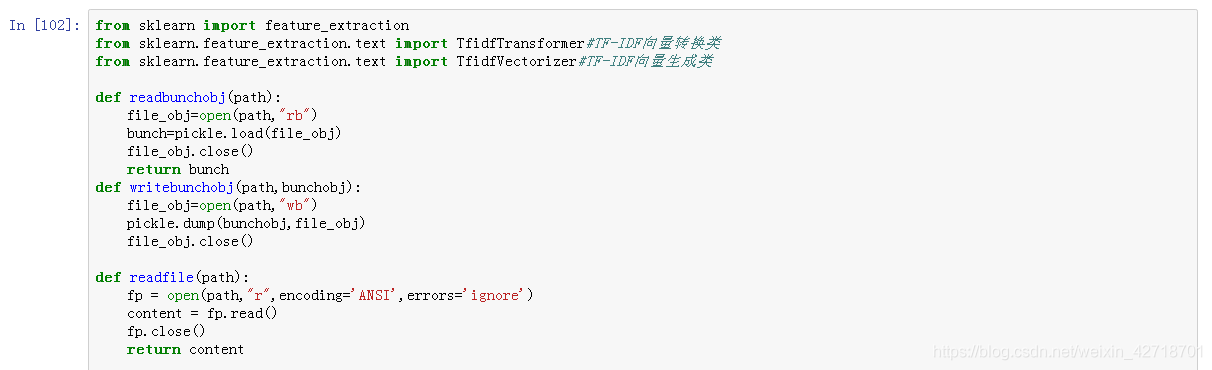 In [102]:
from sklearn import feature_extraction
from sklearn.feature_extraction.text import TfidfTransformer#TF-IDF向量转换类
from sklearn.feature_extraction.text import TfidfVectorizer#TF-IDF向量生成类
def readbunchobj(path):
file_obj=open(path,"rb")
bunch=pickle.load(file_obj)
file_obj.close()
return bunch
def writebunchobj(path,bunchobj):
file_obj=open(path,"wb")
pickle.dump(bunchobj,file_obj)
file_obj.close()
def readfile(path):
fp = open(path,"r",encoding='ANSI',errors='ignore')
content = fp.read()
fp.close()
return content
https://blog.csdn.net/weixin_42718701